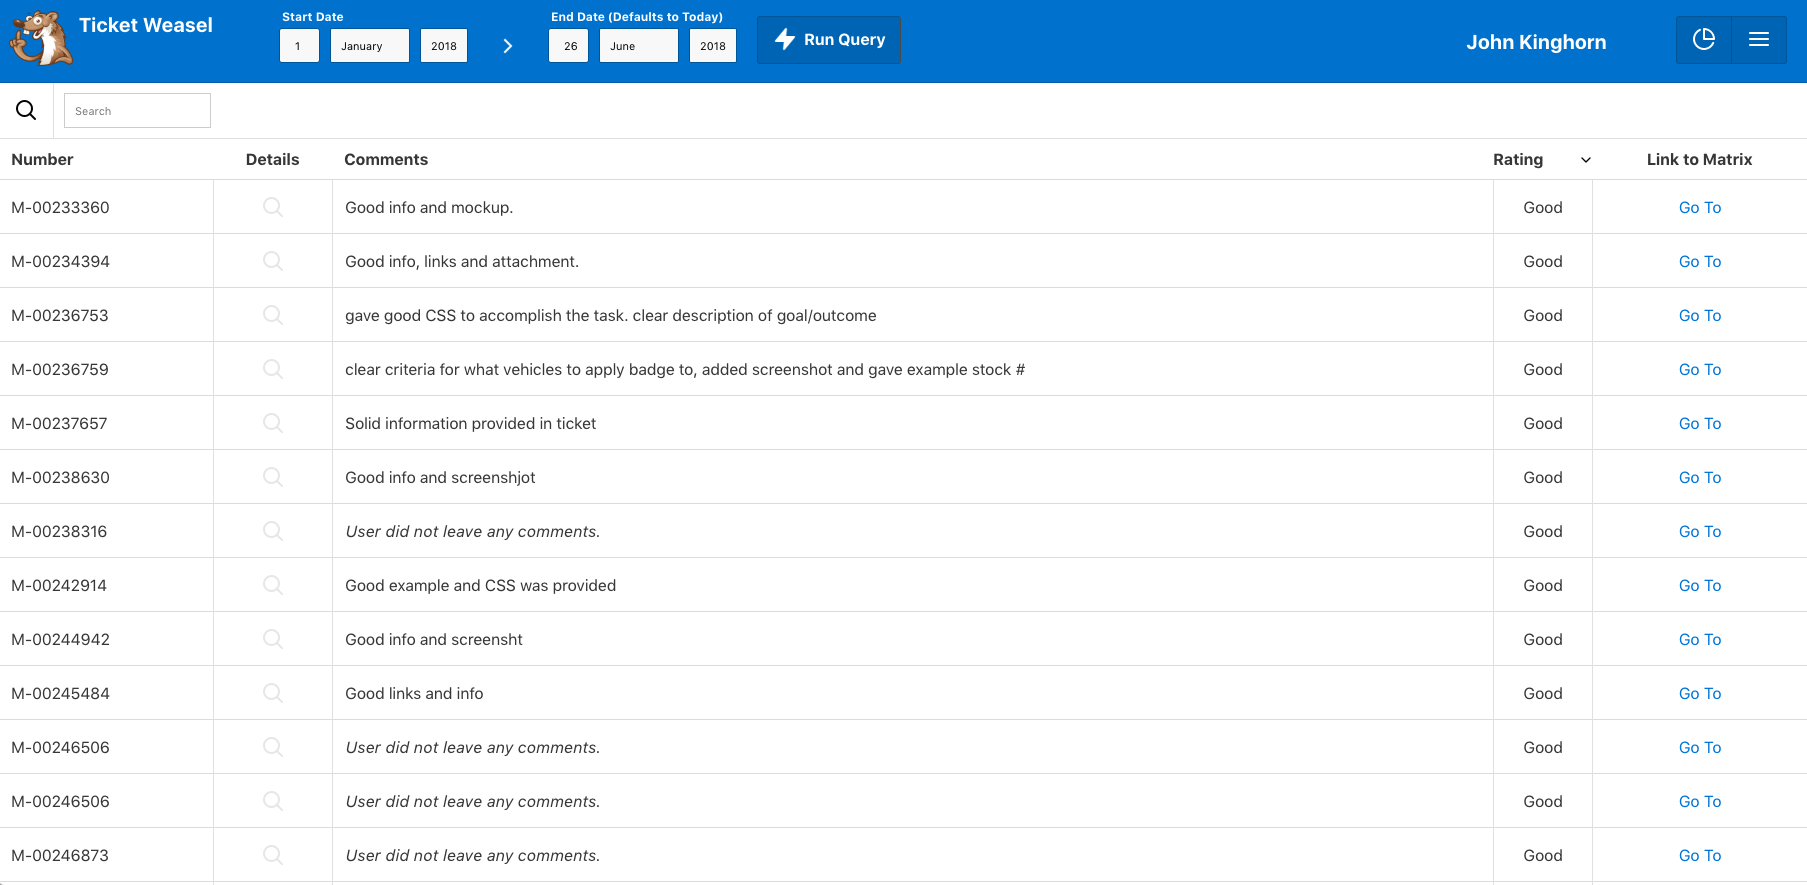 Ticket Weasel
Start Date
1 January 2018
End Date (Defaults to Today)
26 June 2018
Run Query
John Kinghorn
Search
Number Details Comments Rating Link to Matrix
M-00233360 Good info and mockup. Good Go To
M-00234394 Good info, links and attachment. Good Go To
M-00236753 gave good CSS to accomplish the task. clear description of goal/outcome Good Go To
M-00236759 clear criteria for what vehicles to apply badge to, added screenshot and gave example stock # Good Go To
M-00237657 Solid information provided in ticket Good Go To
M-00238630 Good info and screenshjot Good Go To
M-00238316 User did not leave any comments. Good Go To
M-00242914 Good example and CSS was provided Good Go To
M-00244942 Good info and screensht Good Go To
M-00245484 Good links and info Good Go To
M-00246506 User did not leave any comments. Good Go To
M-00246506 User did not leave any comments. Good Go To
M-00246873 User did not leave any comments. Good Go To